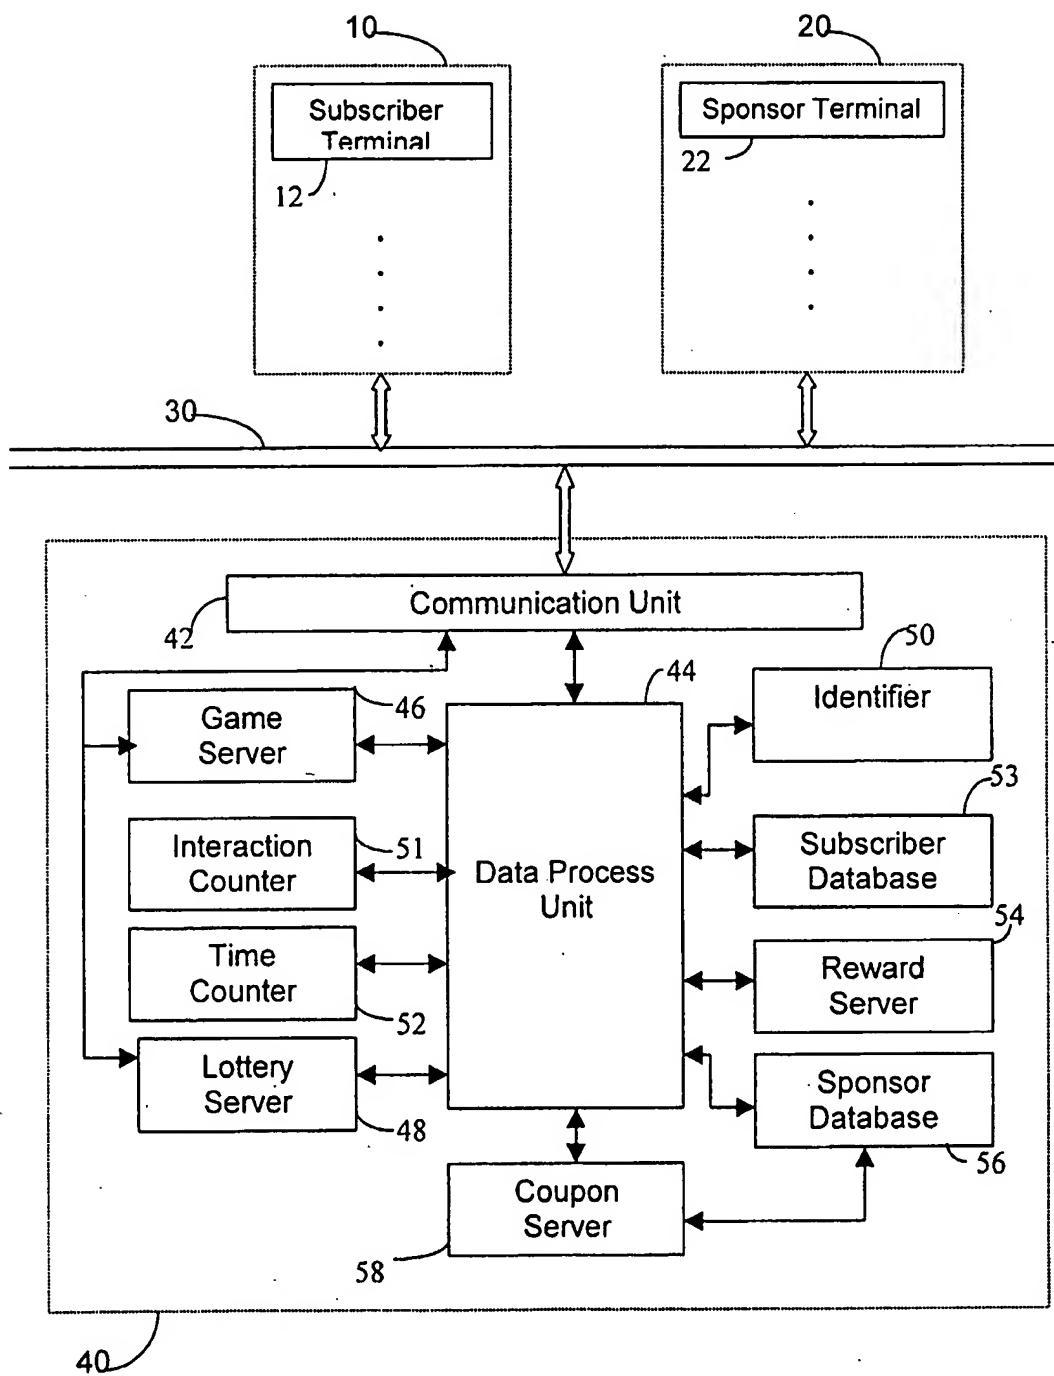 10
20
Subscriber
Terminal
Sponsor Terminal
12
22
30
Communication Unit
42
50
44
Identifier
46
Game
Server
53
Interaction
Counter
51
Subscriber
Database
Data Process
Unit
54
Time
Counter
52
Reward
Server
Lottery
Server
48
Sponsor
Database
56
Coupon
Server
58
40